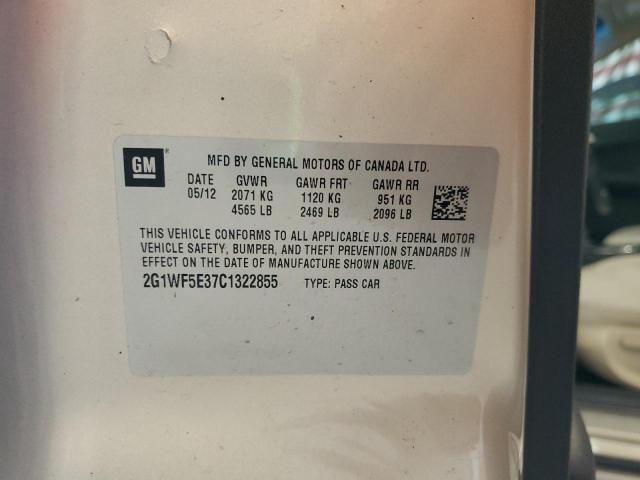 GM ®
MFD BY GENERAL MOTORS OF CANADA LTD.
DATE GVWR GAWR FRT GAWR RR
05/12 2071 KG 1120 KG 951 KG
4565 LB 2469 LB 2096 LB
THIS VEHICLE CONFORMS TO ALL APPLICABLE U.S. FEDERAL MOTOR
VEHICLE SAFETY, BUMPER, AND THEFT PREVENTION STANDARDS IN
EFFECT ON THE DATE OF MANUFACTURE SHOWN ABOVE.
2G1WF5E37C1322855 TYPE: PASS CAR